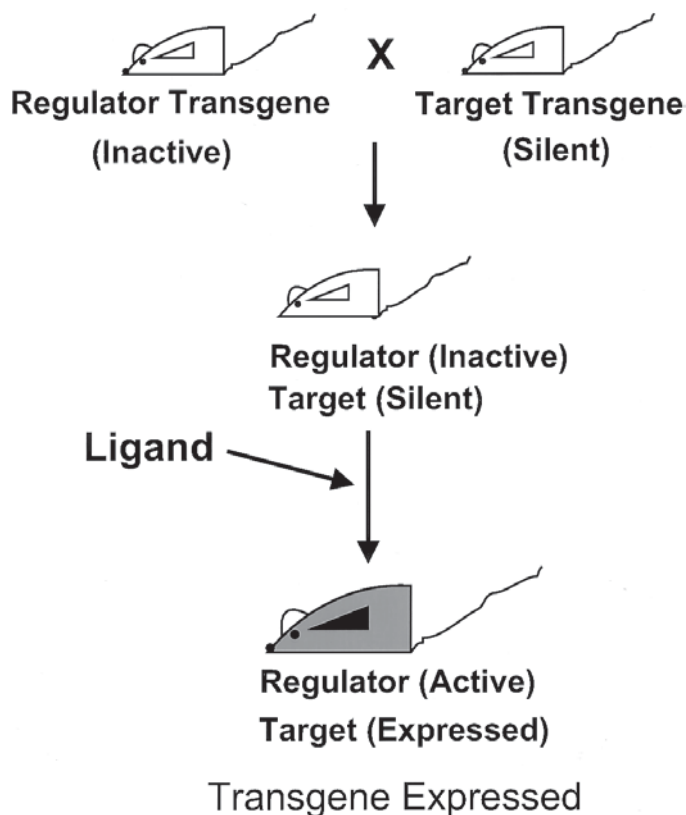 X
Regulator Transgene
(Inactive)
Target Transgene
(Silent)
Regulator (Inactive)
Target (Silent)
Ligand
Regulator (Active)
Target (Expressed)
Transgene Expressed